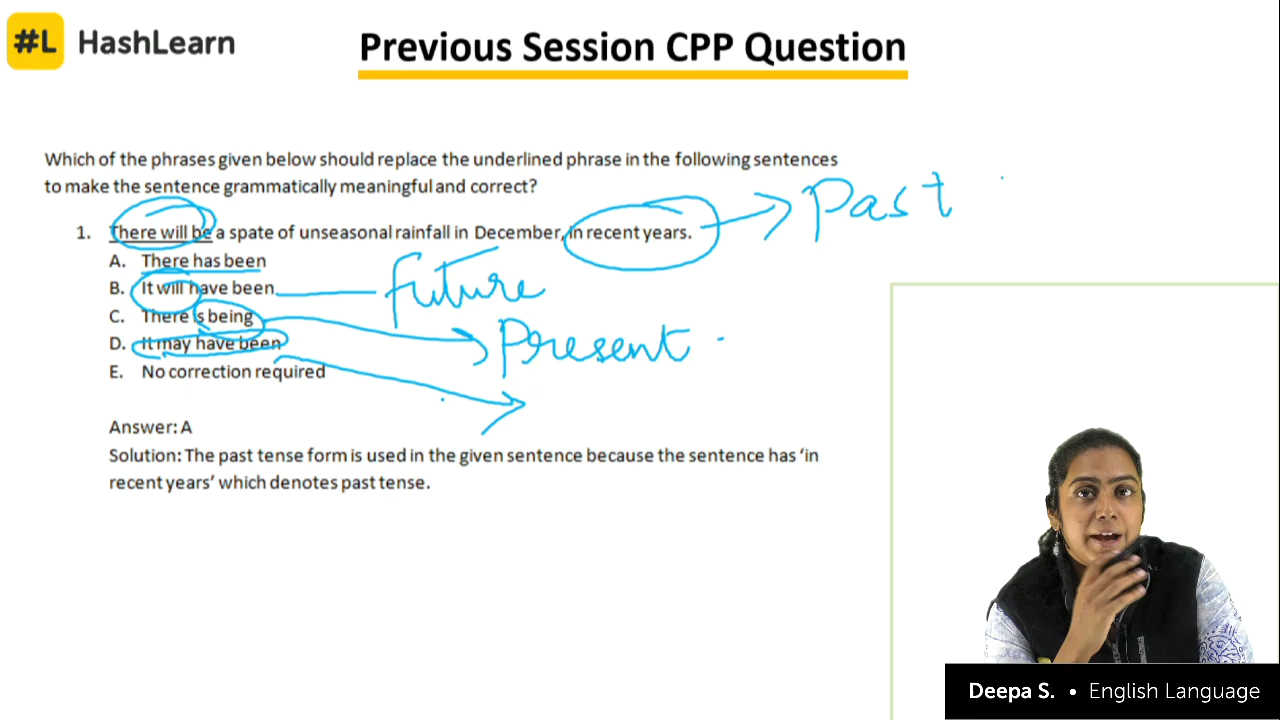 #L HashLearn
Previous Session CPP Question
Which of the phrases given below should replace the underlined phrase in the following sentences
to make the sentence grammatically meaningful and correct?
1. There will be a spate of unseasonal rainfall in December, in recent years.
Past
A. There has been
B. It will have been
future
C. There is being
Present
D. It may have been
E. No correction required
Answer: A
Solution: The past tense form is used in the given sentence because the sentence has ‘in
recent years’ which denotes past tense.
Deepa S. • English Language